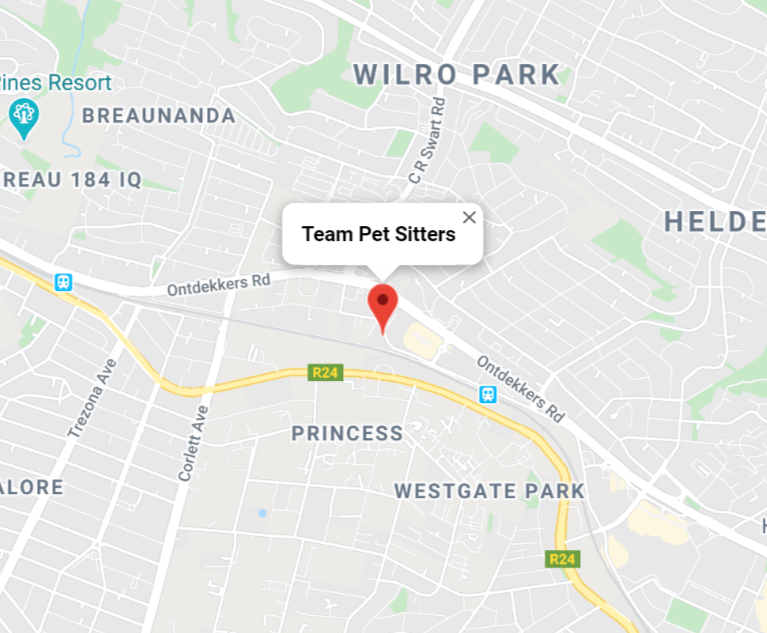 ines Resort
WILRO PARK
BREAUNANDA
C R Swart Rd
REAU 184 IQ
HELDE
Team Pet Sitters
Ontdekkers Rd
R24
Ontdekkers Rd
Trezona Ave
Corlett Ave
PRINCESS
ALORE
WESTGATE PARK
H
R24